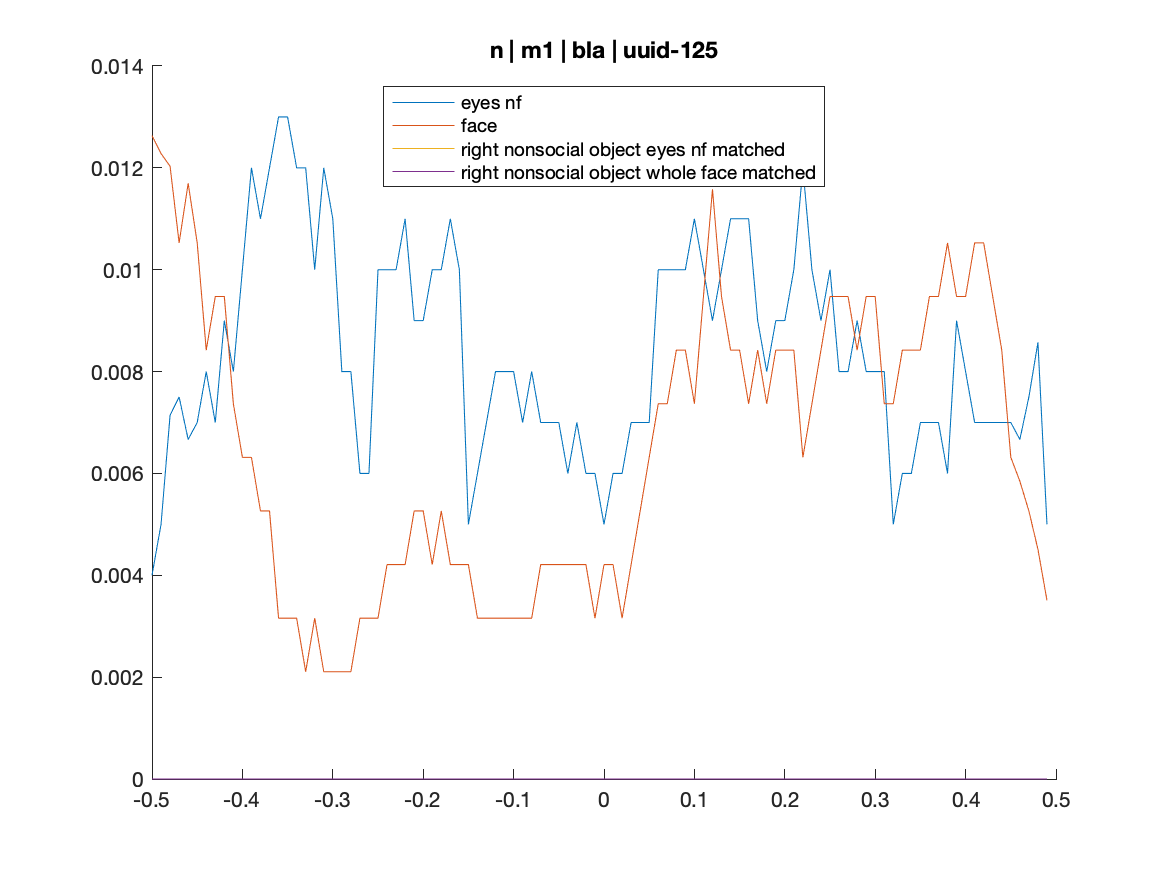 n | m1 | bla | uuid-125
0.014
eyes nf
face
right nonsocial object eyes nf matched
right nonsocial object whole face matched
0.012
0.01
0.008
0.006
0.004
0.002
0
-0.5 -0.4 -0.3 -0.2 -0.1 0 0.1 0.2 0.3 0.4 0.5